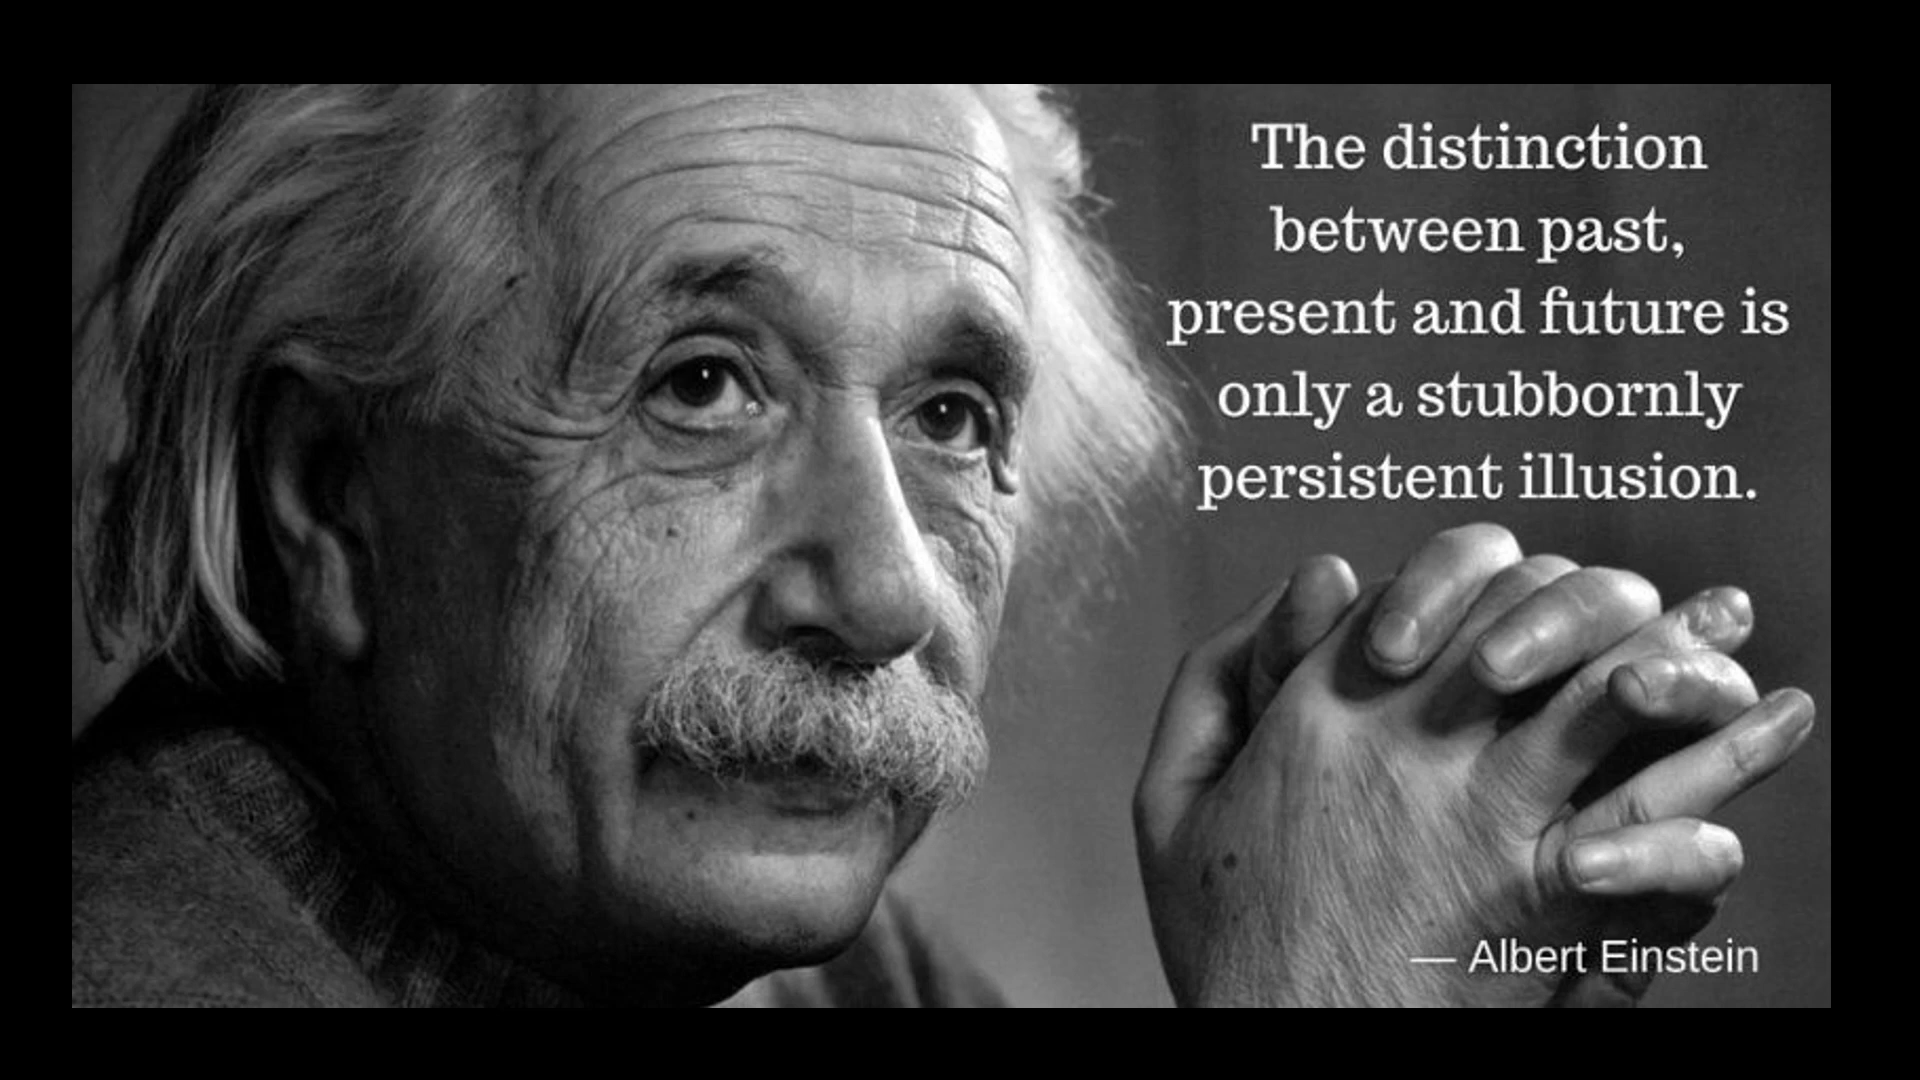 The distinction
between past,
present and future is
only a stubbornly
persistent illusion.
— Albert Einstein